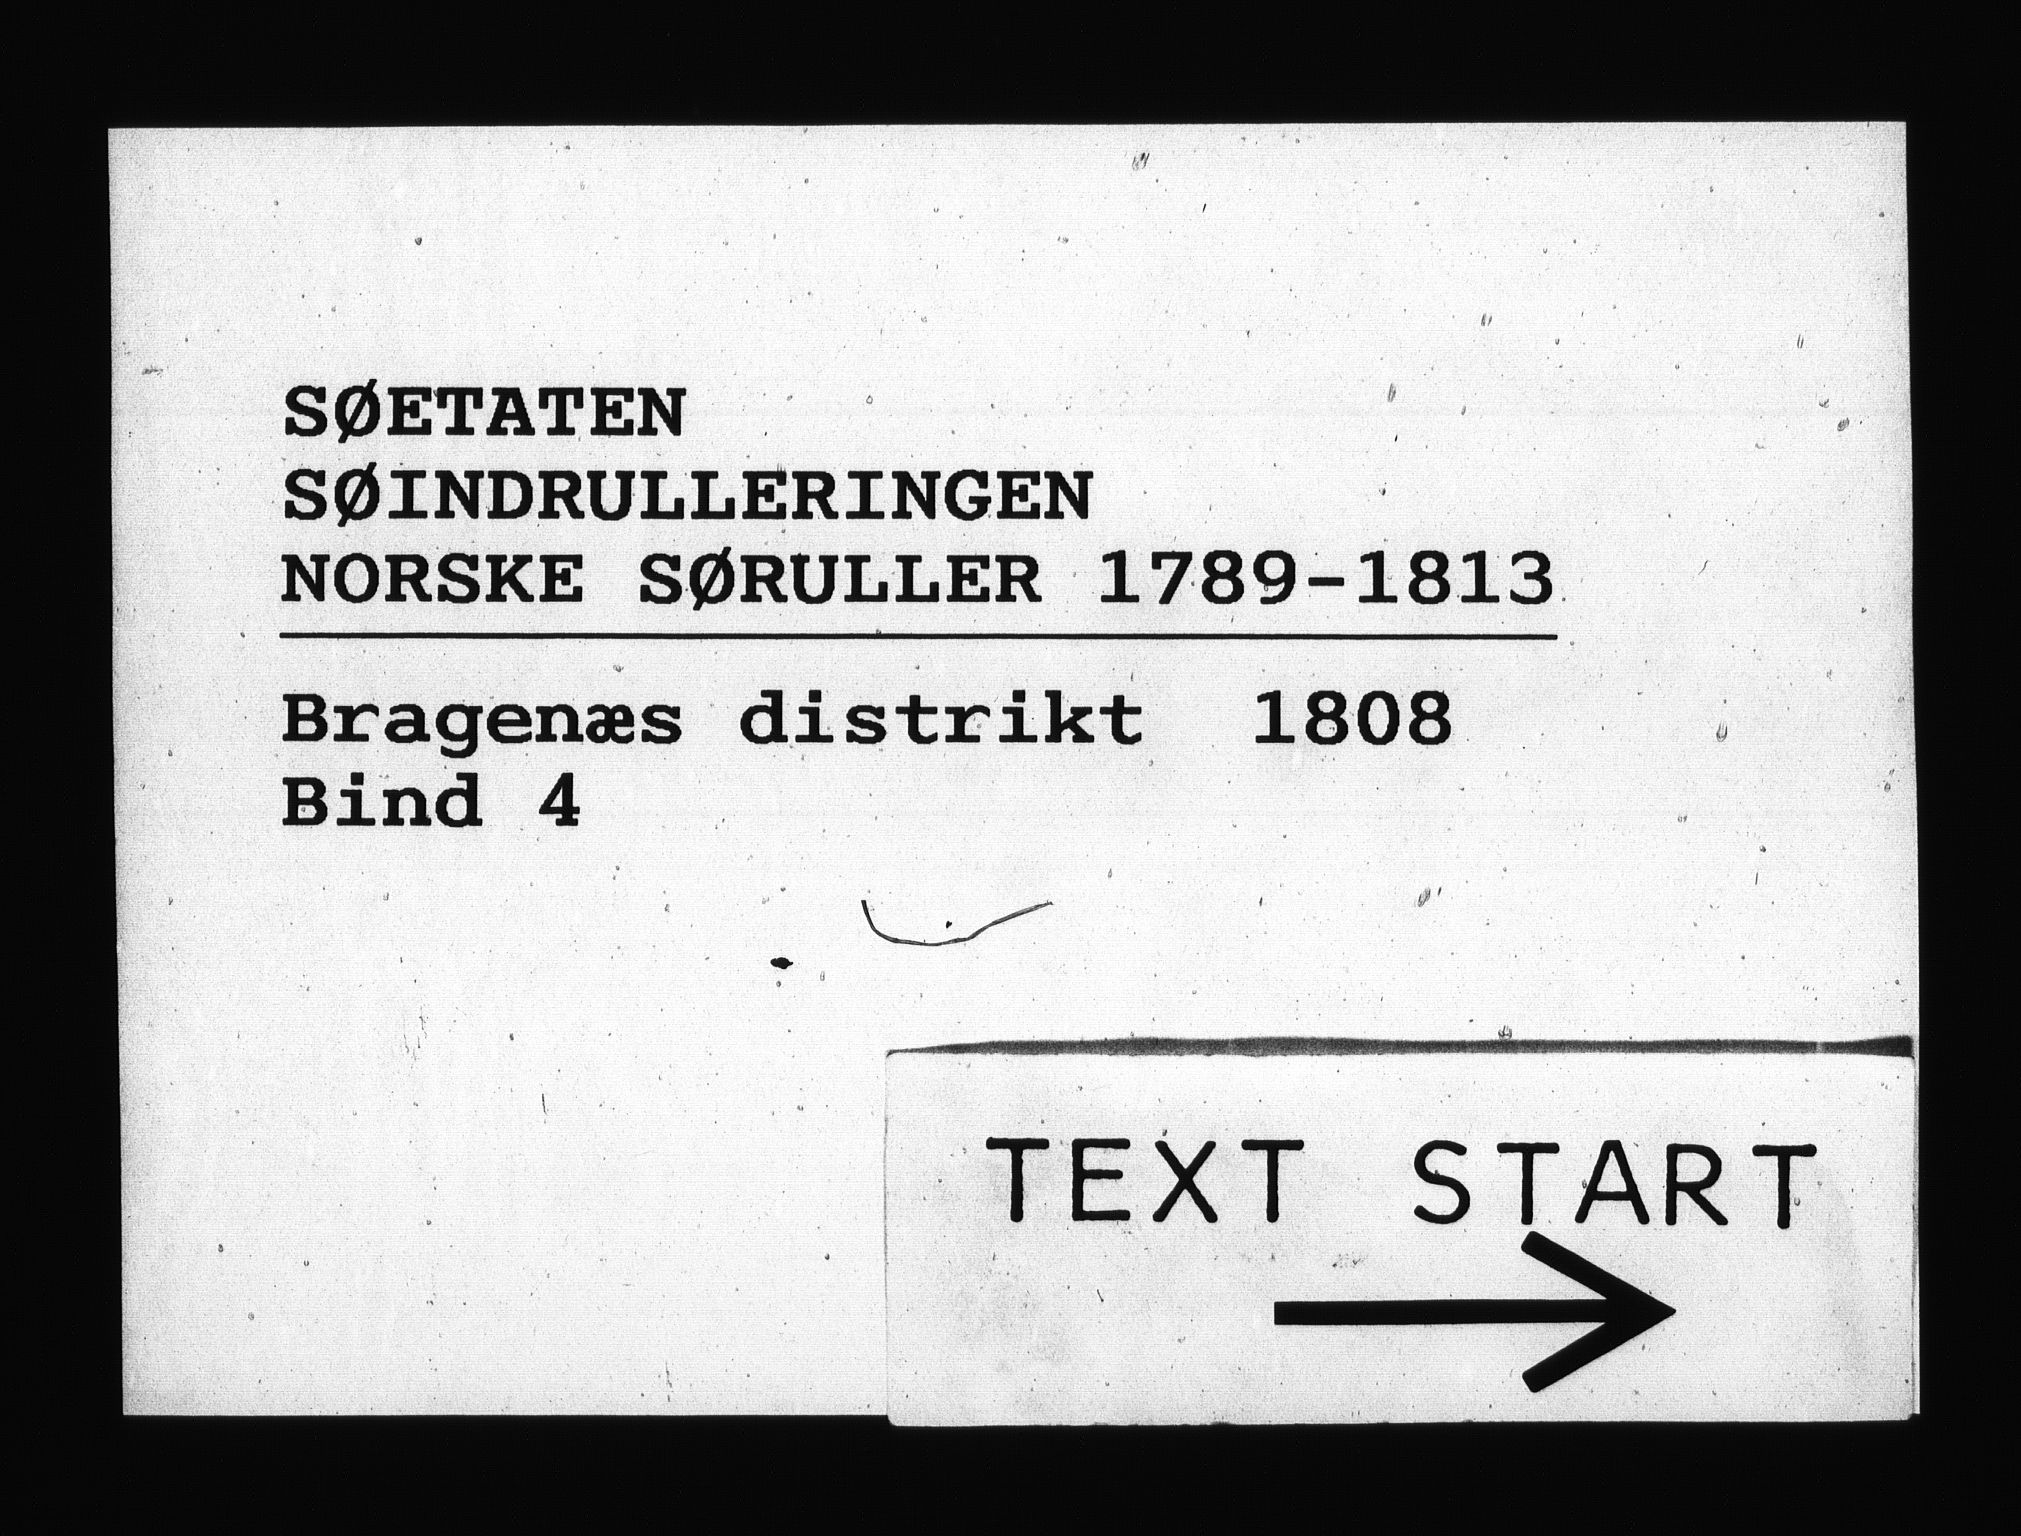 SØETATEN
SØINDRULLERINGEN
NORSKE SØRULLER 1789-1813
Bragenæs distrikt 1808
Bind 4
TEXT START